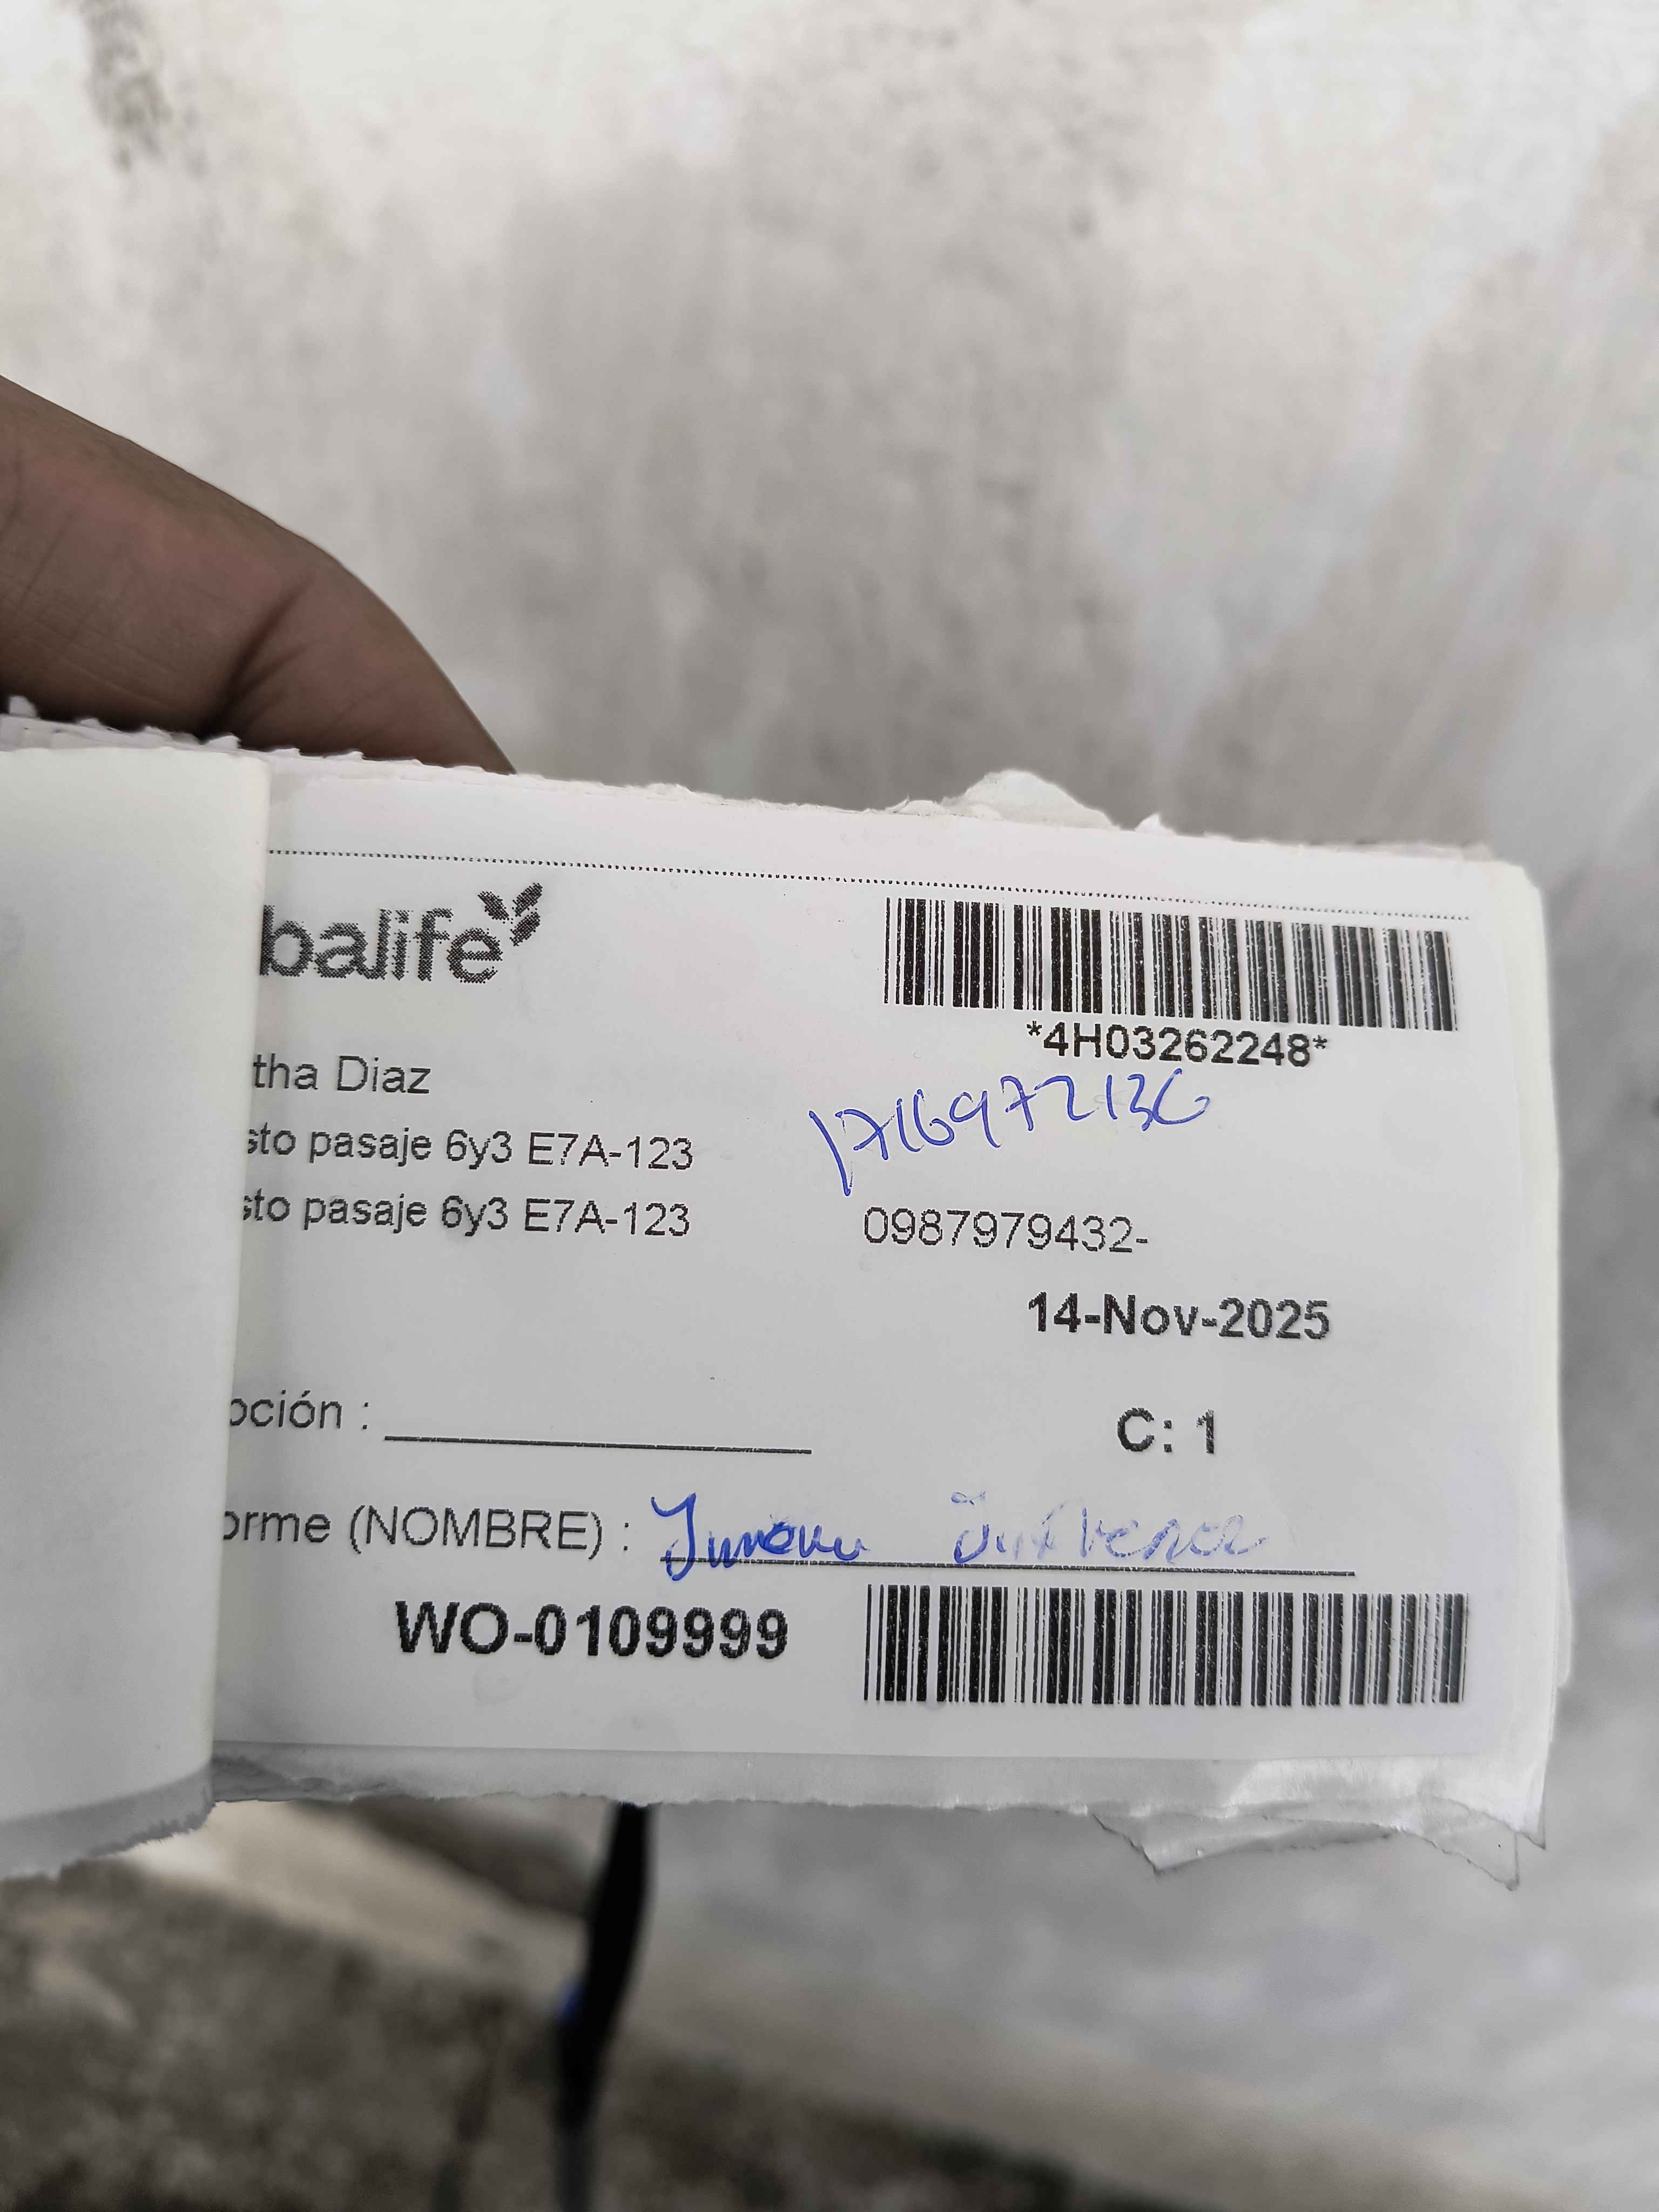 balife
*4H03262248*
tha Diaz
1716972136
sto pasaje 6y3 E7A-123
sto pasaje 6y3 E7A-123
0987979432-
14-Nov-2025
pción :
C: 1
orme (NOMBRE) :
WO-0109999